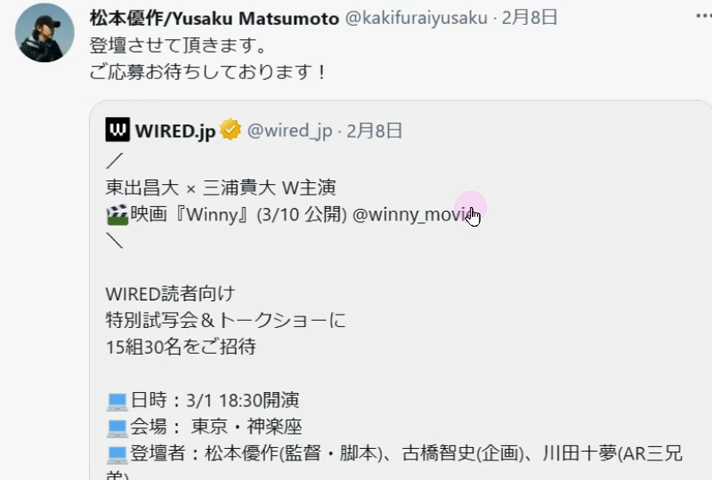 松本優作/Yusaku Matsumoto @kakifuraiyusaku · 2月8日
登壇させて頂きます。
ご応募お待ちしております！
WIRED.jp @wired_jp · 2月8日
／
東出昌大 × 三浦貴大 W主演
映画『Winny』(3/10 公開) @winny_movie
＼
WIRED読者向け
特別試写会＆トークショーに
15組30名をご招待
日時：3/1 18:30開演
会場： 東京・神楽座
登壇者：松本優作(監督・脚本)、古橋智史(企画)、川田十夢(AR三兄
弟)